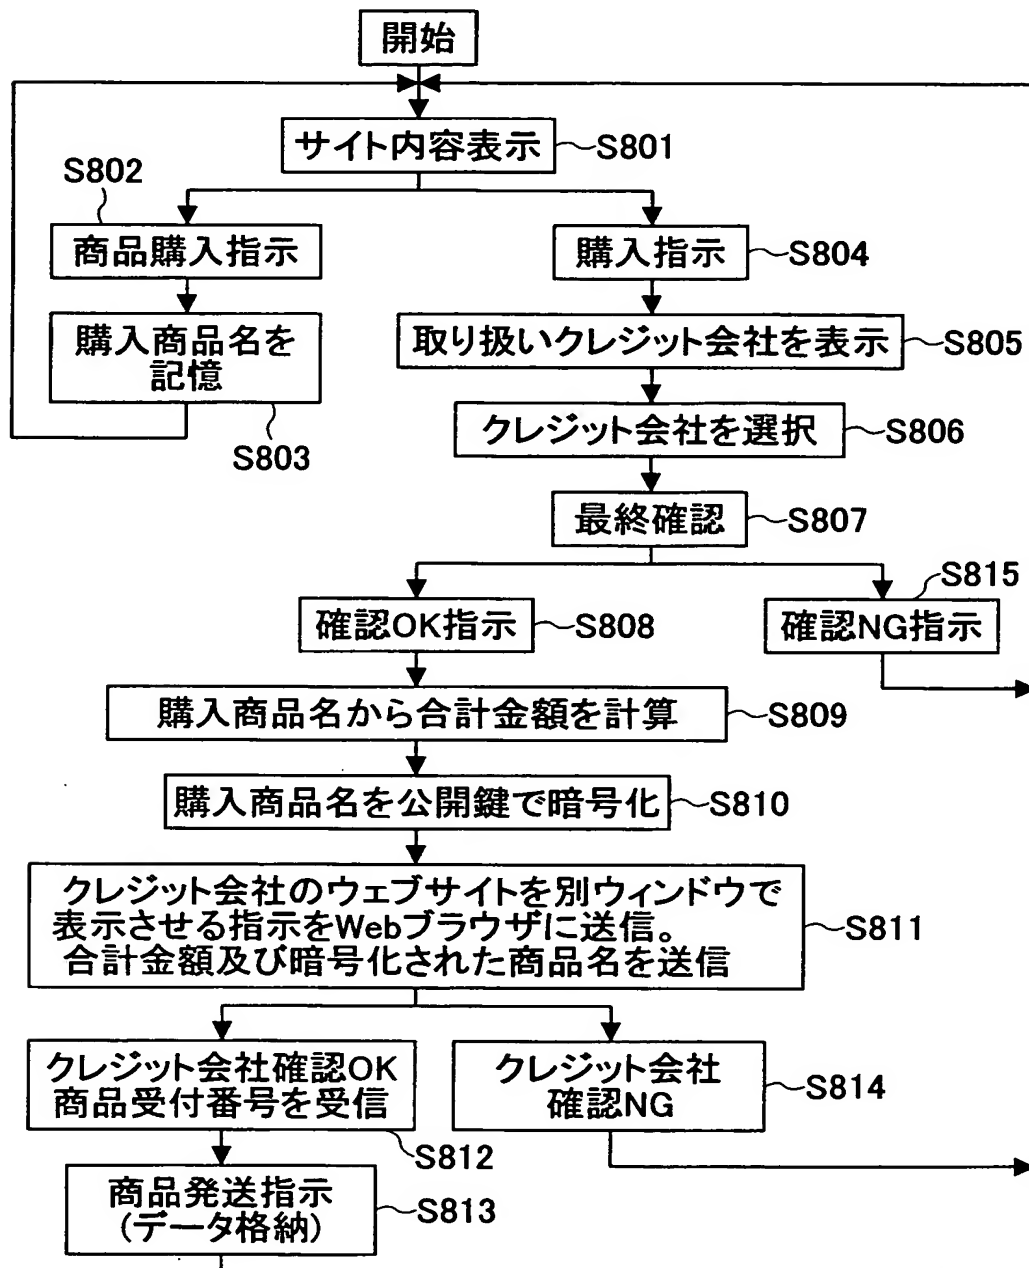 開始
サイト内容表示
S801
S802
商品購入指示
購入商品名を
記憶
S803
購入指示
S804
取り扱いクレジット会社を表示
S805
クレジット会社を選択
S806
最終確認
S807
確認OK指示
S808
S815
確認NG指示
購入商品名から合計金額を計算
S809
購入商品名を公開鍵で暗号化
S810
クレジット会社のウェブサイトを別ウィンドウで
表示させる指示をWebブラウザに送信。
合計金額及び暗号化された商品名を送信
S811
クレジット会社確認OK
商品受付番号を受信
S812
クレジット会社
確認NG
S814
商品発送指示
(データ格納)
S813